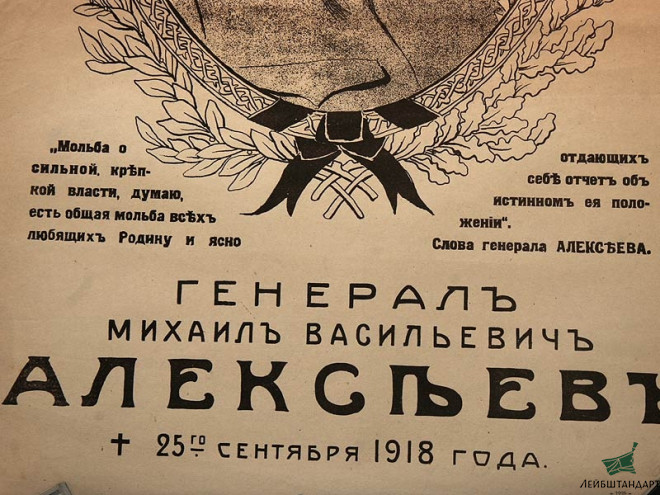 „Мольба о
сильной, крѣп-
кой власти, думаю,
есть общая мольба всѣхъ
любящихъ Родину и ясно
отдающихъ
себѣ отчетъ объ
истинномъ ея поло-
женіи“.
Слова генерала АЛЕКСѢЕВА.
ГЕНЕРАЛЪ
МИХАИЛЪ ВАСИЛЬЕВИЧЪ
АЛЕКСѢЕВЪ
† 25го СЕНТЯБРЯ 1918 ГОДА.
ЛЕЙБШТАНДАРТ